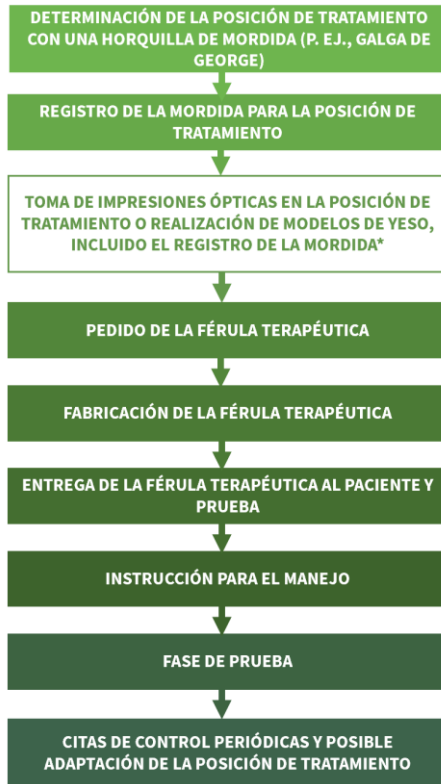 DETERMINACIÓN DE LA POSICIÓN DE TRATAMIENTO
CON UNA HORQUILLA DE MORDIDA (P. EJ., GALGA DE
GEORGE)
REGISTRO DE LA MORDIDA PARA LA POSICIÓN DE
TRATAMIENTO
TOMA DE IMPRESIONES ÓPTICAS EN LA POSICIÓN DE
TRATAMIENTO O REALIZACIÓN DE MODELOS DE YESO,
INCLUIDO EL REGISTRO DE LA MORDIDA*
PEDIDO DE LA FÉRULA TERAPÉUTICA
FABRICACIÓN DE LA FÉRULA TERAPÉUTICA
ENTREGA DE LA FÉRULA TERAPÉUTICA AL PACIENTE Y
PRUEBA
INSTRUCCIÓN PARA EL MANEJO
FASE DE PRUEBA
CITAS DE CONTROL PERIÓDICAS Y POSIBLE
ADAPTACIÓN DE LA POSICIÓN DE TRATAMIENTO